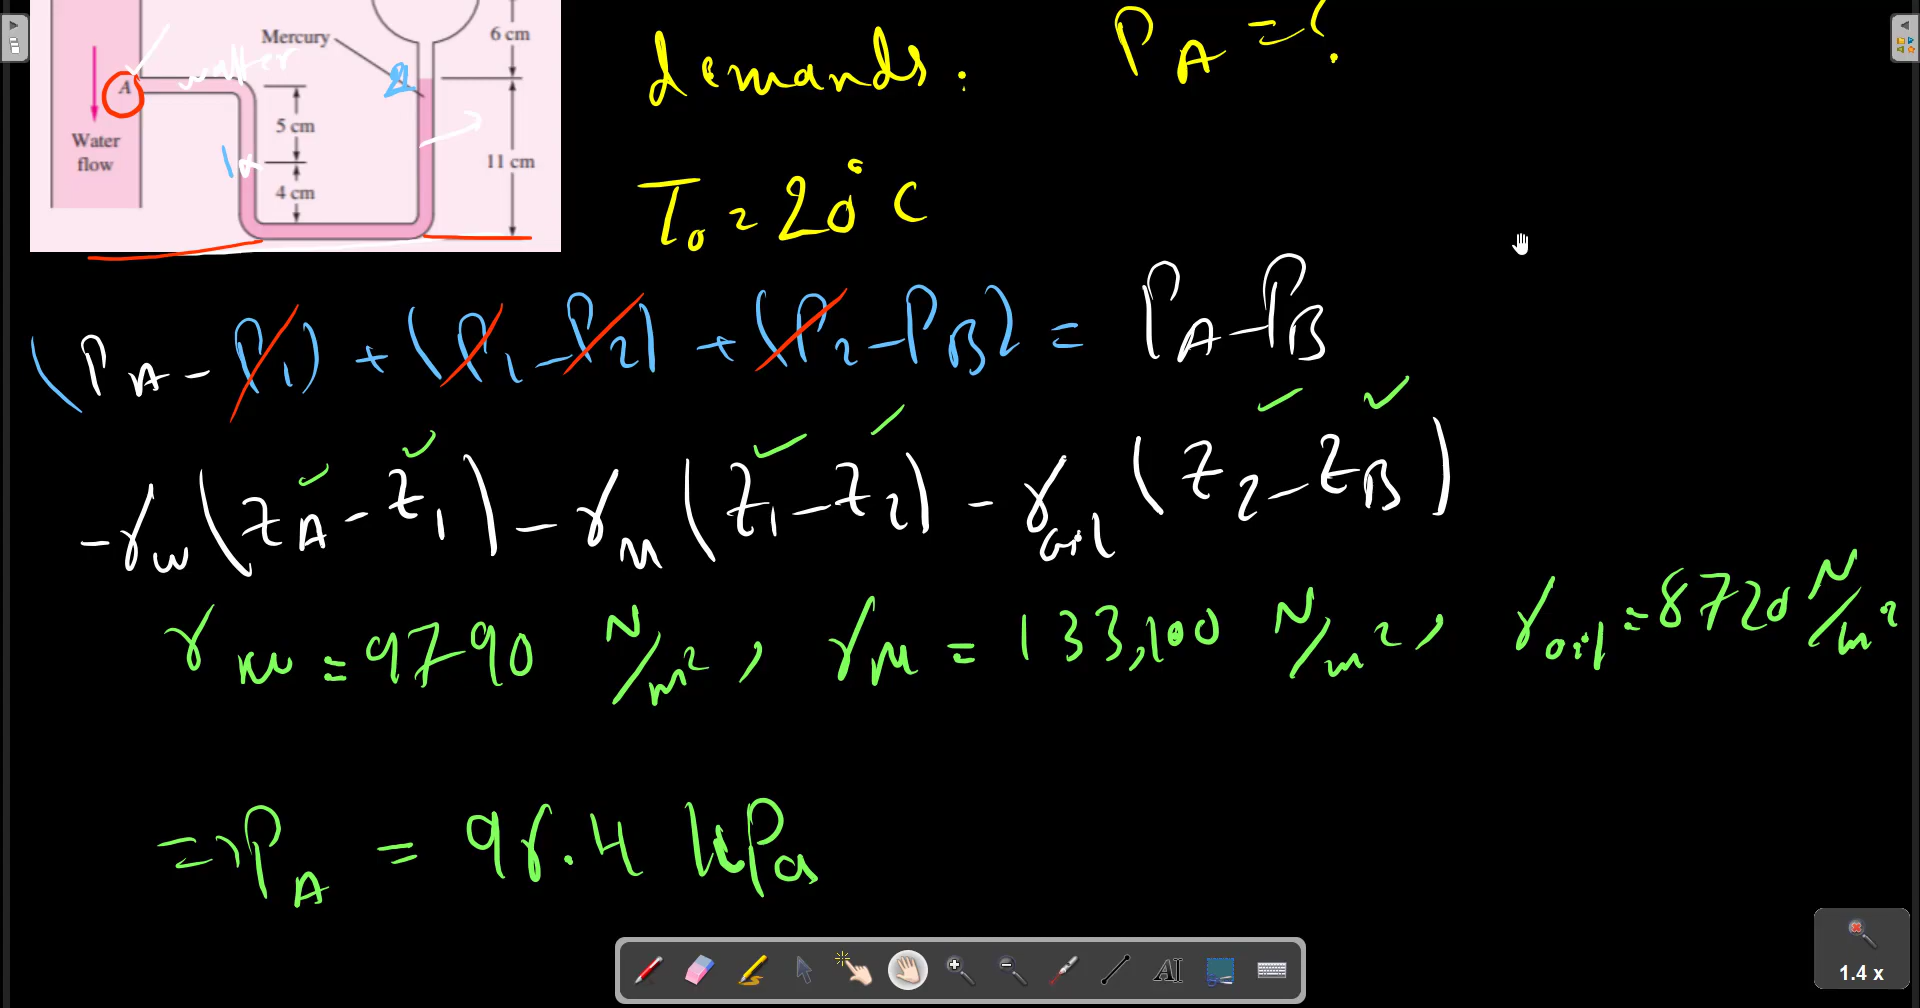 Mercury
6 cm
demands: P_A = ?
water
2
A
5 cm
Water
flow
1
11 cm
4 cm
T_0 = 20°C
(P_A - P_1) + (P_1 - P_2) + (P_2 - P_B) = P_A - P_B
-γ_w (Z_A - Z_1) - γ_M (Z_1 - Z_2) - γ_oil (Z_2 - Z_B)
γ_w = 9790 N/m², γ_M = 133,100 N/m², γ_oil = 8720 N/m²
=> P_A = 96.4 kPa
AI
1.4 x